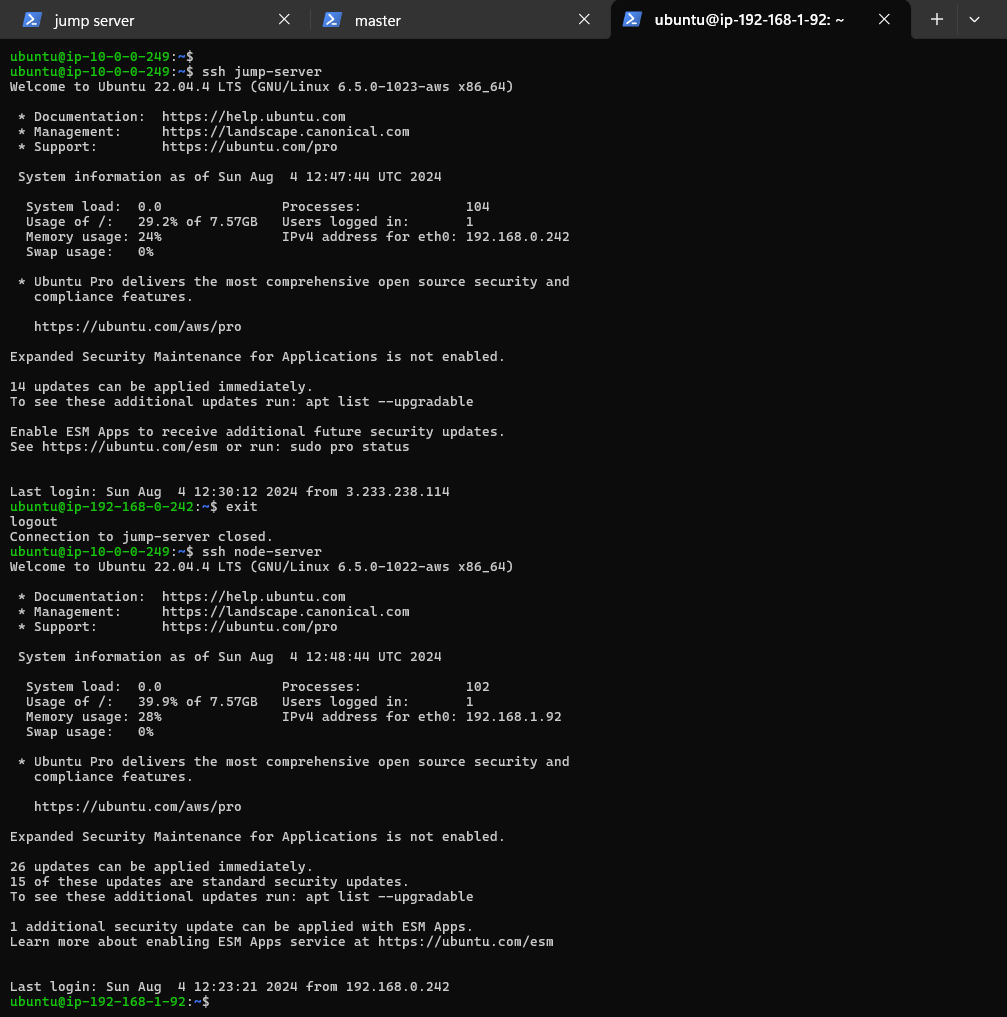 jump server
master
ubuntu@ip-192-168-1-92: ~
ubuntu@ip-10-0-0-249:~$
ubuntu@ip-10-0-0-249:~$ ssh jump-server
Welcome to Ubuntu 22.04.4 LTS (GNU/Linux 6.5.0-1023-aws x86_64)
* Documentation:  https://help.ubuntu.com
* Management:     https://landscape.canonical.com
* Support:        https://ubuntu.com/pro
System information as of Sun Aug  4 12:47:44 UTC 2024
System load:  0.0               Processes:             104
Usage of /:   29.2% of 7.57GB   Users logged in:       1
Memory usage: 24%               IPv4 address for eth0: 192.168.0.242
Swap usage:   0%
* Ubuntu Pro delivers the most comprehensive open source security and
compliance features.
https://ubuntu.com/aws/pro
Expanded Security Maintenance for Applications is not enabled.
14 updates can be applied immediately.
To see these additional updates run: apt list --upgradable
Enable ESM Apps to receive additional future security updates.
See https://ubuntu.com/esm or run: sudo pro status
Last login: Sun Aug  4 12:30:12 2024 from 3.233.238.114
ubuntu@ip-192-168-0-242:~$ exit
logout
Connection to jump-server closed.
ubuntu@ip-10-0-0-249:~$ ssh node-server
Welcome to Ubuntu 22.04.4 LTS (GNU/Linux 6.5.0-1022-aws x86_64)
* Documentation:  https://help.ubuntu.com
* Management:     https://landscape.canonical.com
* Support:        https://ubuntu.com/pro
System information as of Sun Aug  4 12:48:44 UTC 2024
System load:  0.0               Processes:             102
Usage of /:   39.9% of 7.57GB   Users logged in:       1
Memory usage: 28%               IPv4 address for eth0: 192.168.1.92
Swap usage:   0%
* Ubuntu Pro delivers the most comprehensive open source security and
compliance features.
https://ubuntu.com/aws/pro
Expanded Security Maintenance for Applications is not enabled.
26 updates can be applied immediately.
15 of these updates are standard security updates.
To see these additional updates run: apt list --upgradable
1 additional security update can be applied with ESM Apps.
Learn more about enabling ESM Apps service at https://ubuntu.com/esm
Last login: Sun Aug  4 12:23:21 2024 from 192.168.0.242
ubuntu@ip-192-168-1-92:~$